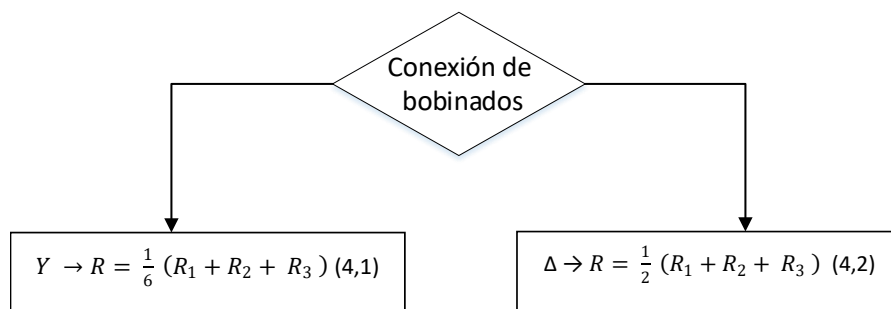 Conexión de
bobinados
Y → R = 1/6 (R₁ + R₂ + R₃) (4,1)
Δ → R = 1/2 (R₁ + R₂ + R₃) (4,2)